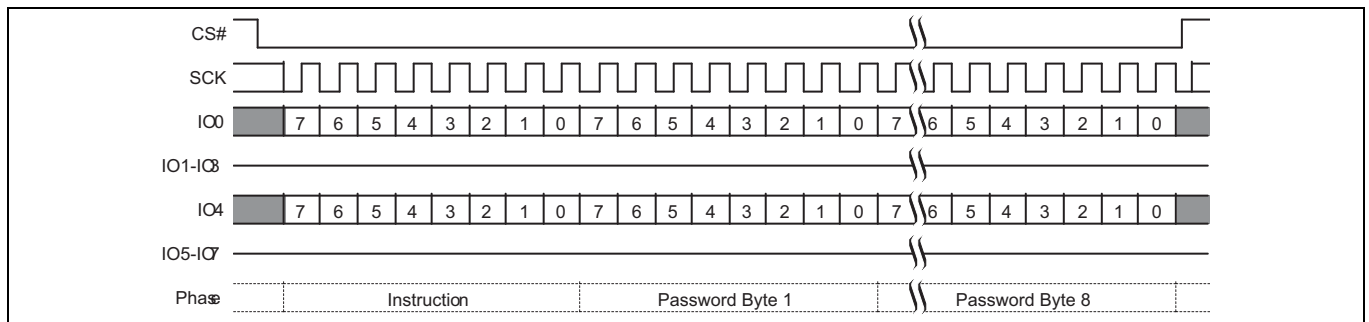 CS#
SCK
IO0 7 6 5 4 3 2 1 0 7 6 5 4 3 2 1 0 7 6 5 4 3 2 1 0
IO1-IO3
IO4 7 6 5 4 3 2 1 0 7 6 5 4 3 2 1 0 7 6 5 4 3 2 1 0
IO5-IO7
Phase Instruction Password Byte 1 Password Byte 8